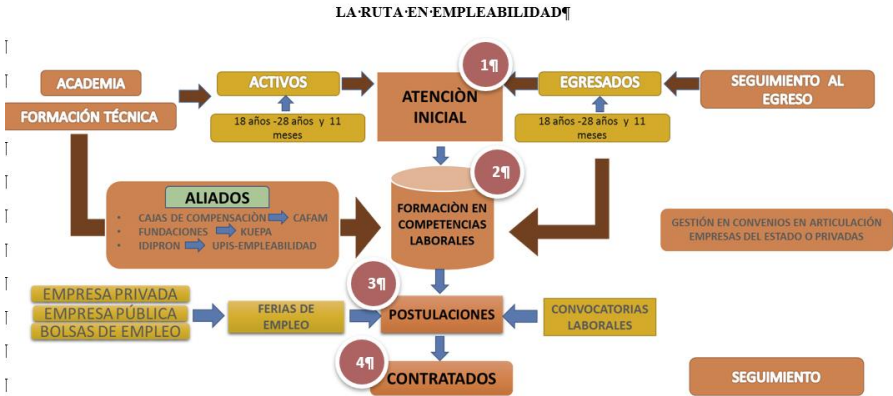 LA·RUTA·EN·EMPLEABILIDAD¶
1¶
ACADEMIA
FORMACIÓN TÉCNICA
ACTIVOS
18 años -28 años y 11
meses
ATENCIÒN
INICIAL
EGRESADOS
18 años -28 años y 11
meses
SEGUIMIENTO AL
EGRESO
2¶
ALIADOS
• CAJAS DE COMPENSACIÒN CAFAM
• FUNDACIONES KUEPA
• IDIPRON UPIS-EMPLEABILIDAD
FORMACIÒN EN
COMPETENCIAS
LABORALES
GESTIÓN EN CONVENIOS EN ARTICULACIÓN
EMPRESAS DEL ESTADO O PRIVADAS
3¶
EMPRESA PRIVADA
EMPRESA PÚBLICA
BOLSAS DE EMPLEO
FERIAS DE
EMPLEO
POSTULACIONES
CONVOCATORIAS
LABORALES
4¶
CONTRATADOS
SEGUIMIENTO